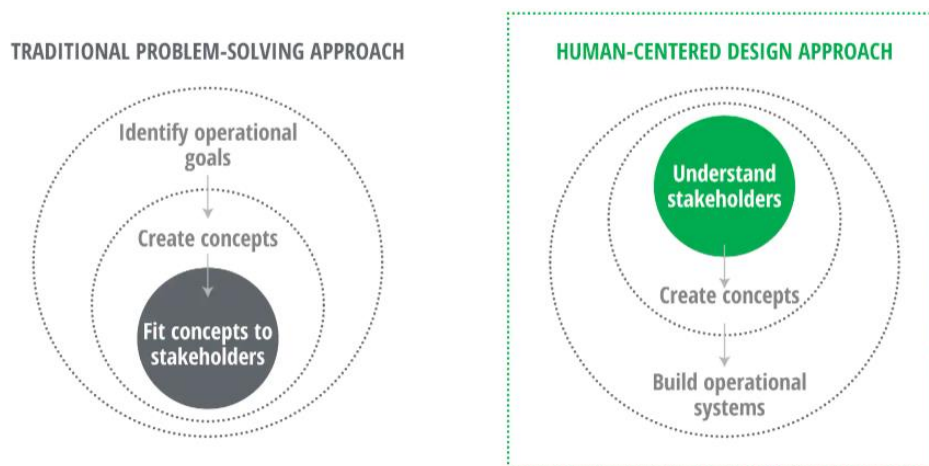 TRADITIONAL PROBLEM-SOLVING APPROACH
Identify operational
goals
Create concepts
Fit concepts to
stakeholders
HUMAN-CENTERED DESIGN APPROACH
Understand
stakeholders
Create concepts
Build operational
systems